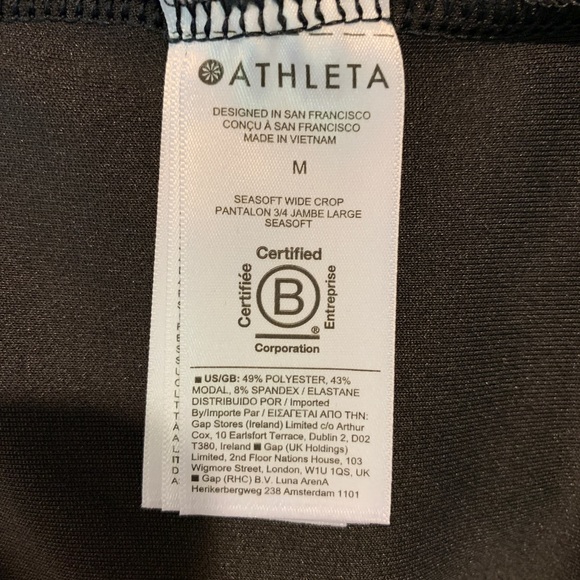 ATHLETA
DESIGNED IN SAN FRANCISCO
CONÇU À SAN FRANCISCO
MADE IN VIETNAM
M
SEASOFT WIDE CROP
PANTALON 3/4 JAMBE LARGE
SEASOFT
Certified
Certifiée
B
Entreprise
®
Corporation
■ US/GB: 49% POLYESTER, 43%
MODAL, 8% SPANDEX / ELASTANE
DISTRIBUIDO POR / Imported
By/Importe Par / ΕΙΣΑΓΕΤΑΙ ΑΠΟ ΤΗΝ:
Gap Stores (Ireland) Limited c/o Arthur
Cox, 10 Earlsfort Terrace, Dublin 2, D02
T380, Ireland ■ Gap (UK Holdings)
Limited, 2nd Floor Nations House, 103
Wigmore Street, London, W1U 1QS, UK
■ Gap (RHC) B.V. Luna ArenA
Herikerbergweg 238 Amsterdam 1101